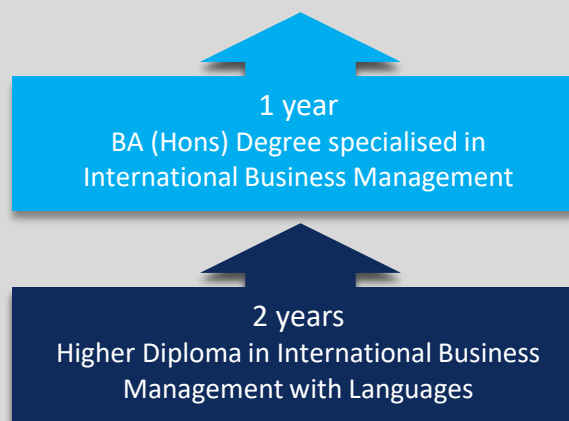 1 year
BA (Hons) Degree specialised in
International Business Management
2 years
Higher Diploma in International Business
Management with Languages